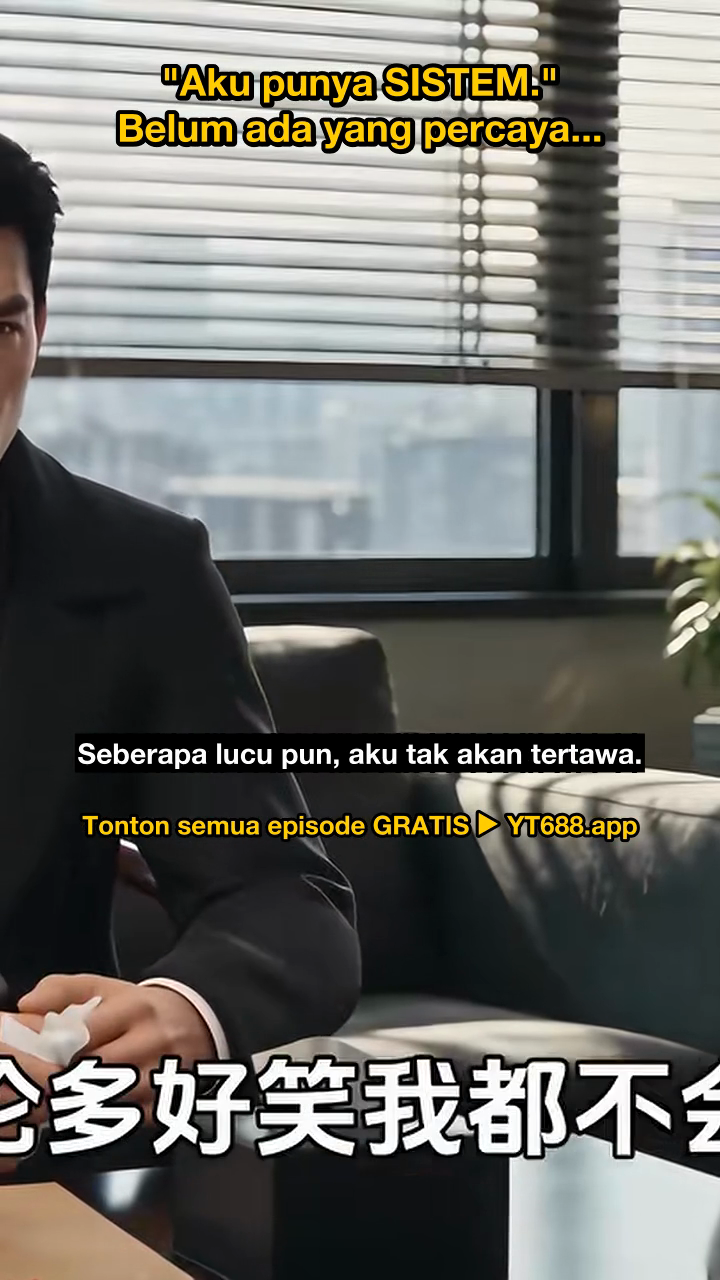 "Aku punya SISTEM."
Belum ada yang percaya...
Seberapa lucu pun, aku tak akan tertawa.
Tonton semua episode GRATIS ▶ YT688.app
多好笑我都不